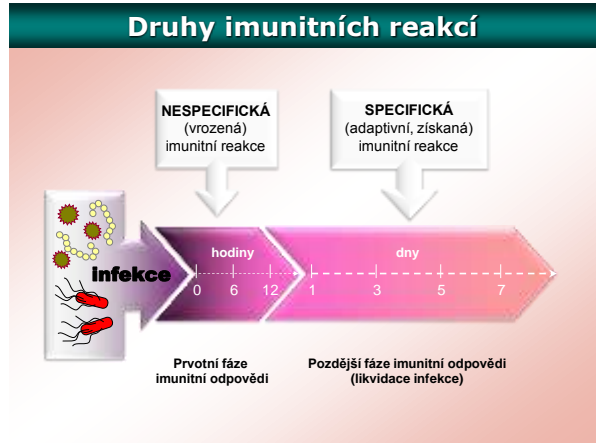 Druhy imunitních reakcí
NESPECIFICKÁ
(vrozená)
imunitní reakce
SPECIFICKÁ
(adaptivní, získaná)
imunitní reakce
infekce
hodiny
0 6 12
dny
1 3 5 7
Prvotní fáze
imunitní odpovědi
Pozdější fáze imunitní odpovědi
(likvidace infekce)